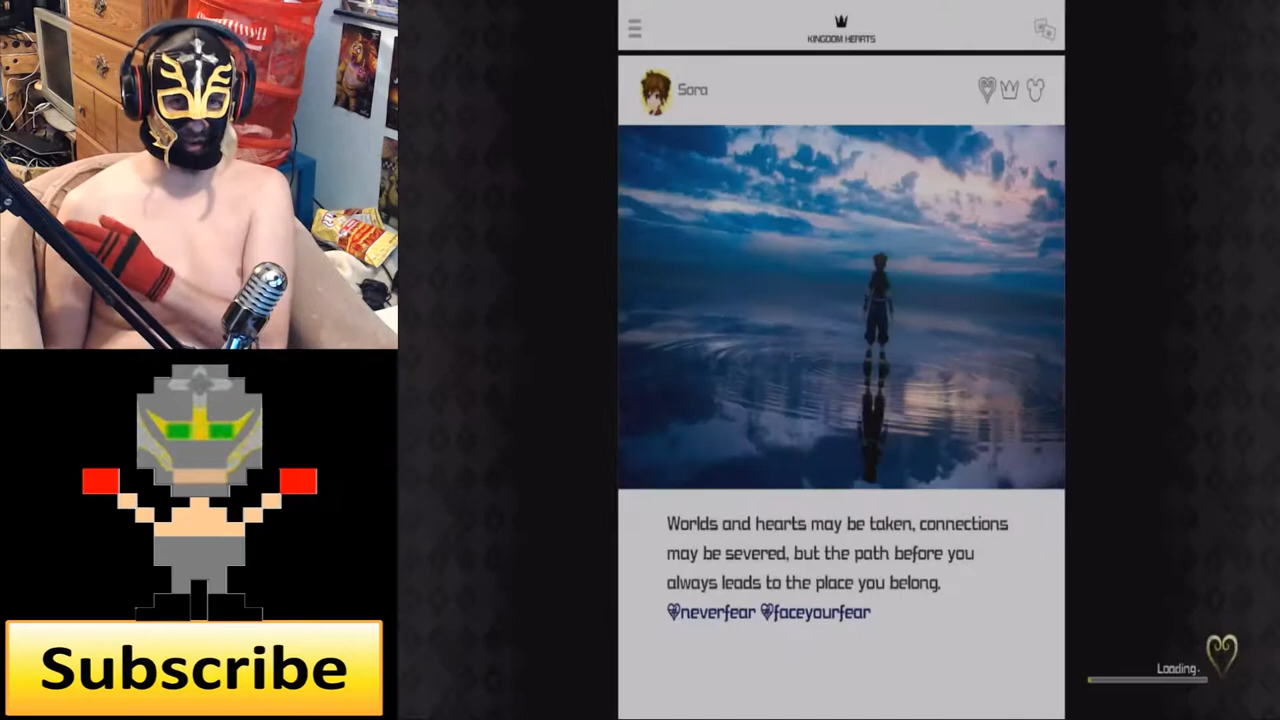 KINGDOM HEARTS
Sora
Worlds and hearts may be taken, connections
may be severed, but the path before you
always leads to the place you belong.
neverfear faceyourfear
Loading.
Subscribe